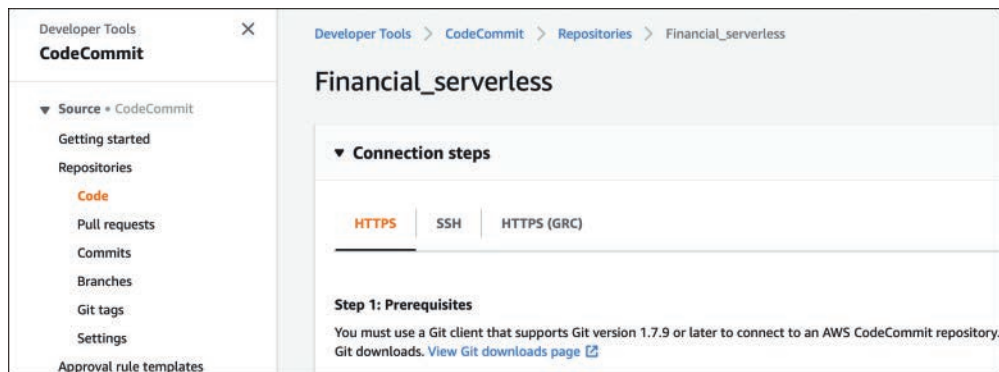 Developer Tools
CodeCommit
Source • CodeCommit
Getting started
Repositories
Code
Pull requests
Commits
Branches
Git tags
Settings
Approval rule templates
Developer Tools > CodeCommit > Repositories > Financial_serverless
Financial_serverless
Connection steps
HTTPS SSH HTTPS (GRC)
Step 1: Prerequisites
You must use a Git client that supports Git version 1.7.9 or later to connect to an AWS CodeCommit repository.
Git downloads. View Git downloads page